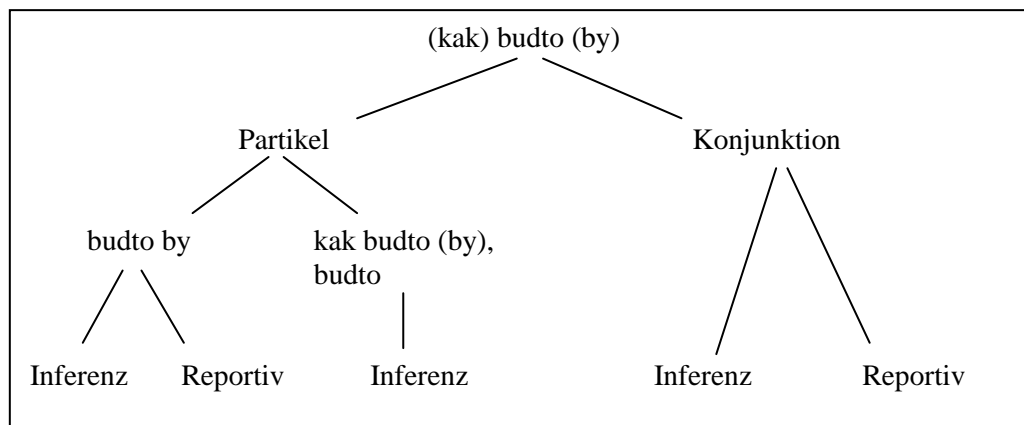 (kak) budto (by)
Partikel
Konjunktion
budto by
kak budto (by),
budto
Inferenz
Reportiv
Inferenz
Inferenz
Reportiv